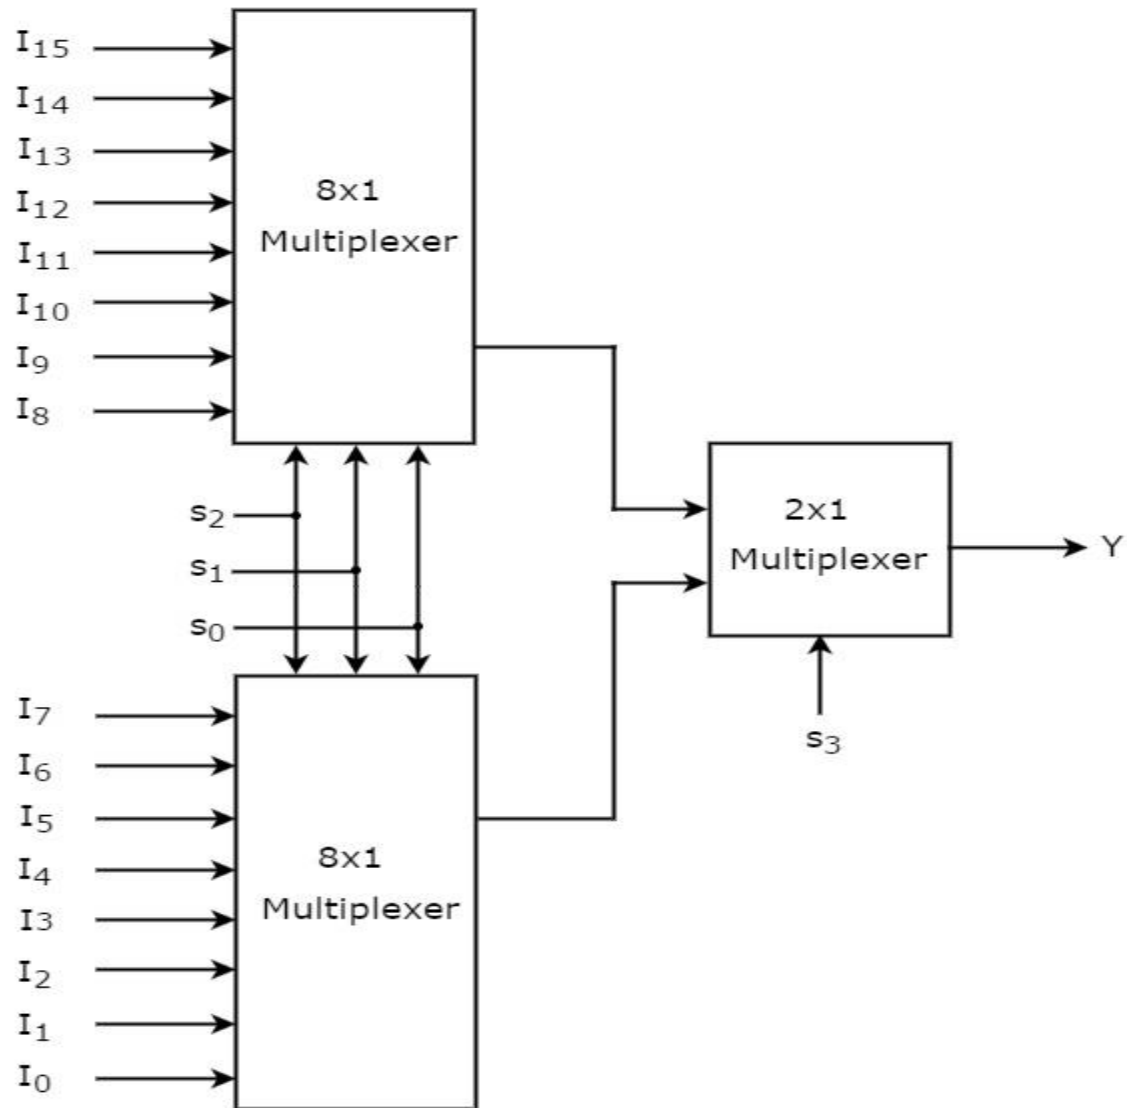 I15
I14
I13
I12
I11
I10
I9
I8
8x1
Multiplexer
s2
s1
s0
2x1
Multiplexer
Y
s3
I7
I6
I5
I4
I3
I2
I1
I0
8x1
Multiplexer